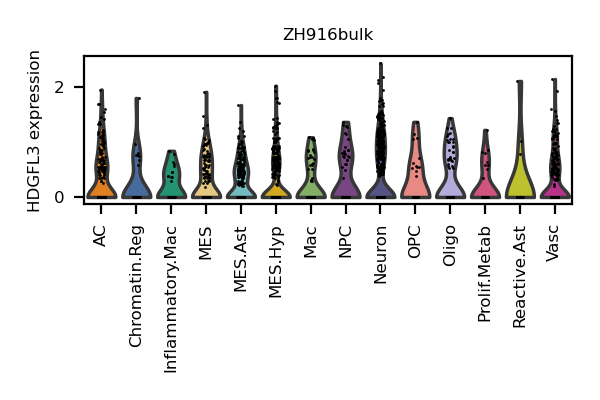 ZH916bulk
HDGFL3 expression
2
0
AC
Chromatin.Reg
Inflammatory.Mac
MES
MES.Ast
MES.Hyp
Mac
NPC
Neuron
OPC
Oligo
Prolif.Metab
Reactive.Ast
Vasc